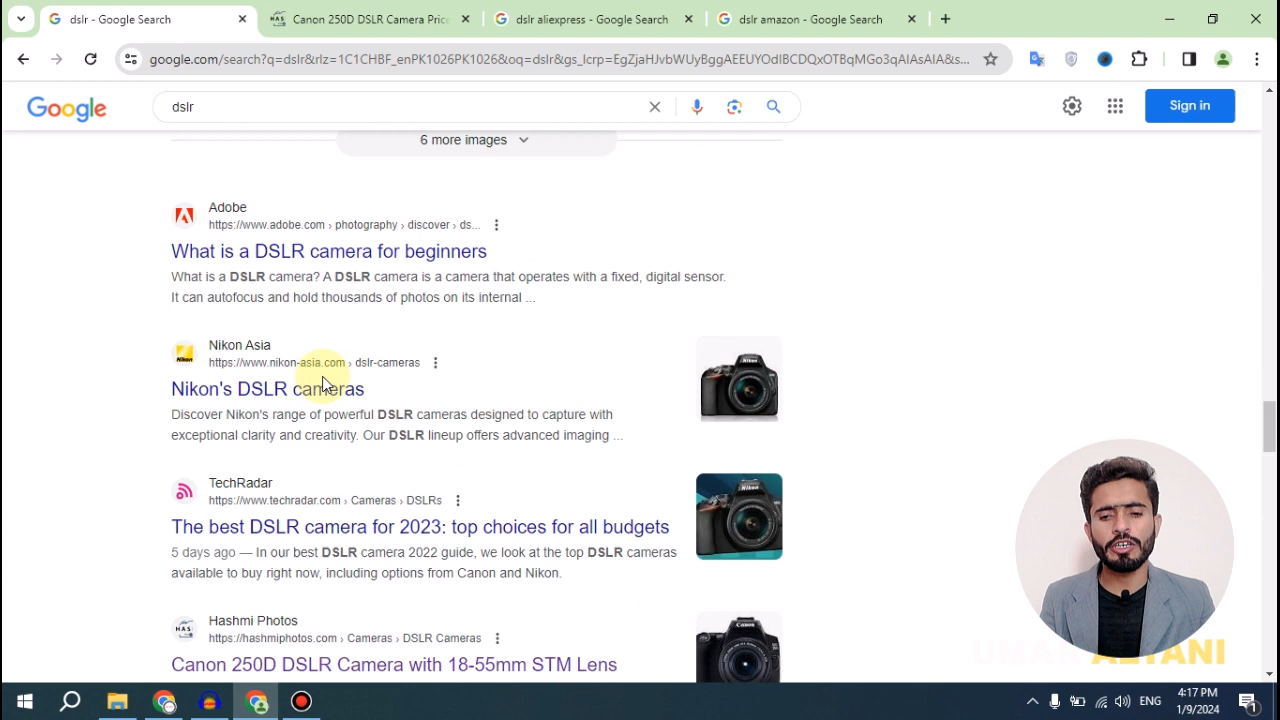 dslr - Google Search
Canon 250D DSLR Camera Price
dslr aliexpress - Google Search
dslr amazon - Google Search
google.com/search?q=dslr&rlz=1C1CHBF_enPK1026PK1026&oq=dslr&gs_lcrp=EgZjaHJvbWUyBggAEEUYOdIBCDQxOTBqMGo3qAIAsAIA&s...
Google
dslr
Sign in
6 more images
Adobe
https://www.adobe.com › photography › discover › ds...
What is a DSLR camera for beginners
What is a DSLR camera? A DSLR camera is a camera that operates with a fixed, digital sensor.
It can autofocus and hold thousands of photos on its internal ...
Nikon Asia
https://www.nikon-asia.com › dslr-cameras
Nikon's DSLR cameras
Discover Nikon's range of powerful DSLR cameras designed to capture with
exceptional clarity and creativity. Our DSLR lineup offers advanced imaging ...
TechRadar
https://www.techradar.com › Cameras › DSLRs
The best DSLR camera for 2023: top choices for all budgets
5 days ago — In our best DSLR camera 2022 guide, we look at the top DSLR cameras
available to buy right now, including options from Canon and Nikon.
Hashmi Photos
https://hashmiphotos.com › Cameras › DSLR Cameras
Canon 250D DSLR Camera with 18-55mm STM Lens
ENG
4:17 PM
1/9/2024